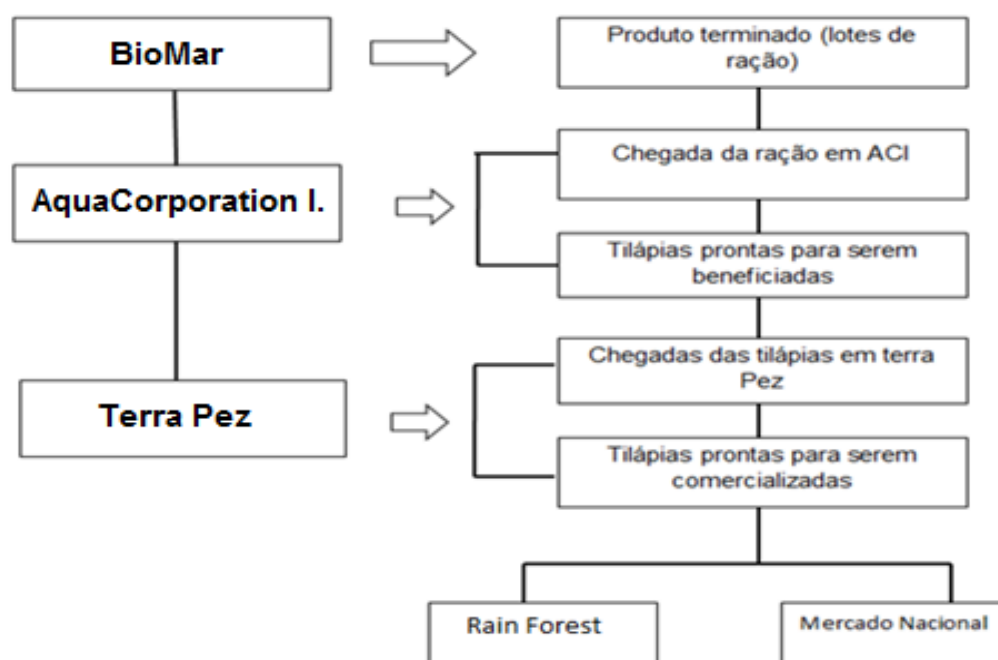 BioMar
Produto terminado (lotes de
ração)
Chegada da ração em ACI
AquaCorporation I.
Tilápias prontas para serem
beneficiadas
Chegadas das tilápias em terra
Pez
Terra Pez
Tilápias prontas para serem
comercializadas
Rain Forest
Mercado Nacional